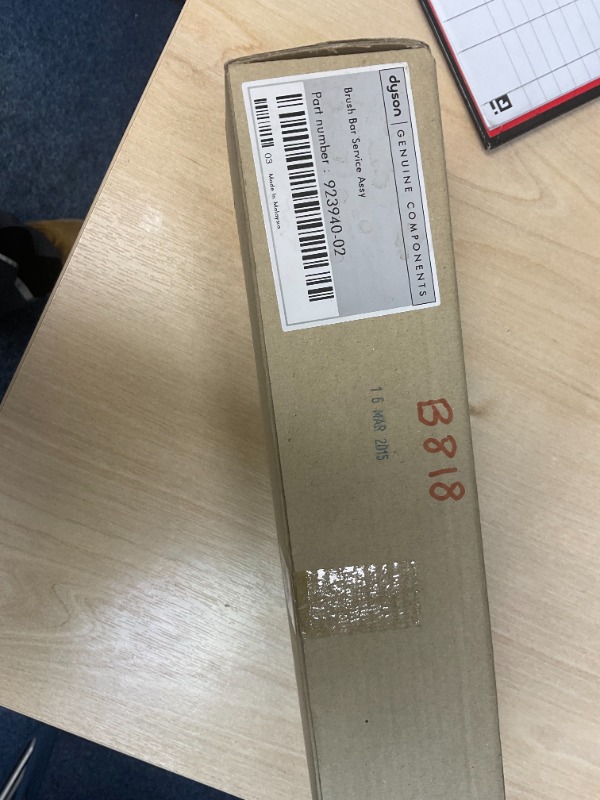 dyson | GENUINE COMPONENTS
Brush Bar Service Assy
Part number : 923940-02
03 Made In Malaysia
16 MAR 2015
B818